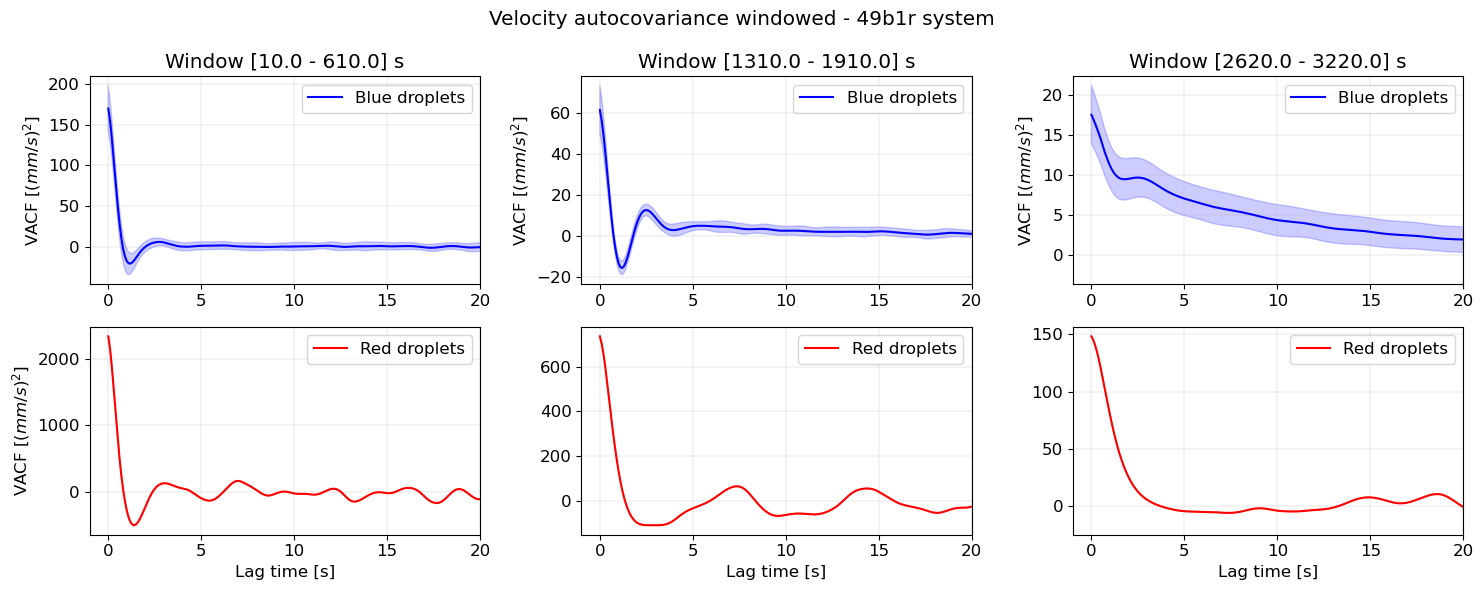 Velocity autocovariance windowed - 49b1r system
Window [10.0 - 610.0] s
Window [1310.0 - 1910.0] s
Window [2620.0 - 3220.0] s
VACF [(mm/s)²]
200
150
100
50
0
Blue droplets
0 5 10 15 20
VACF [(mm/s)²]
60
40
20
0
−20
Blue droplets
0 5 10 15 20
VACF [(mm/s)²]
20
15
10
5
0
Blue droplets
0 5 10 15 20
VACF [(mm/s)²]
2000
1000
0
Red droplets
0 5 10 15 20
Lag time [s]
600
400
200
0
Red droplets
0 5 10 15 20
Lag time [s]
150
100
50
0
Red droplets
0 5 10 15 20
Lag time [s]